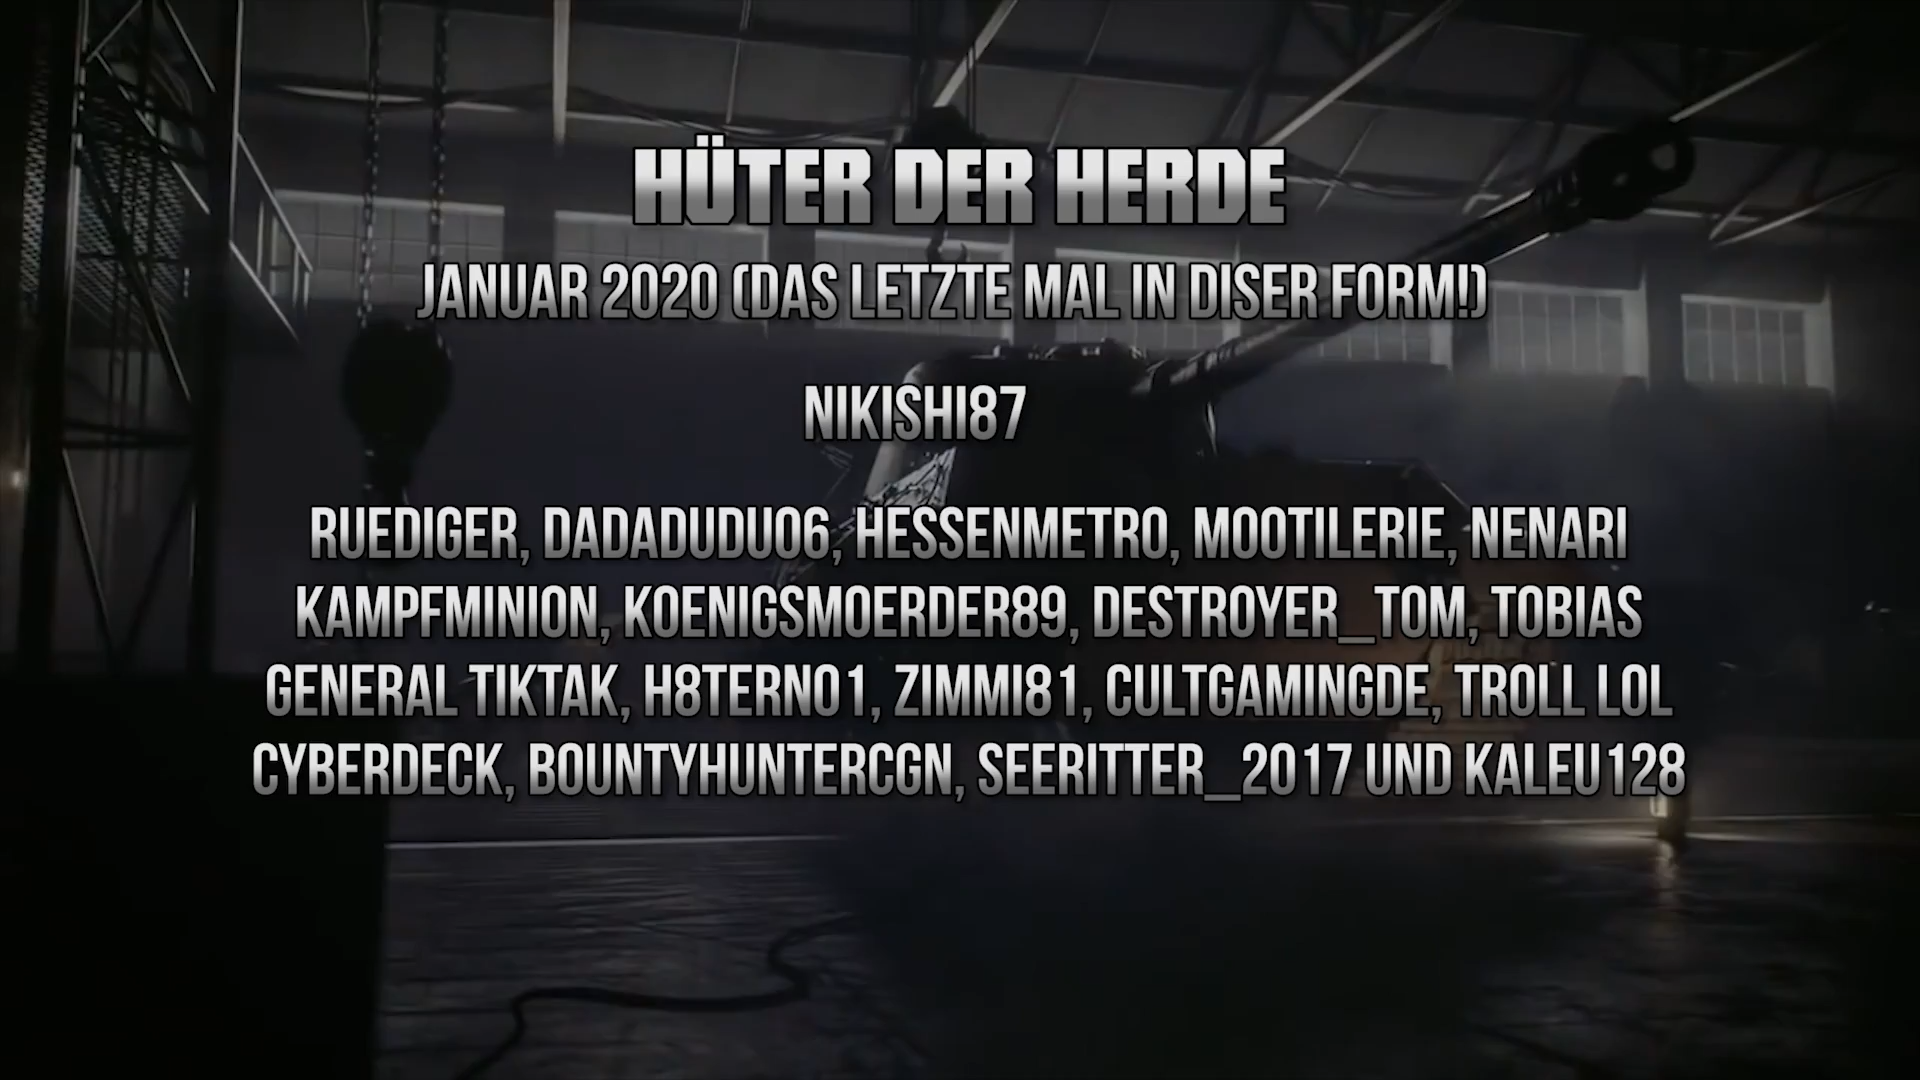 HÜTER DER HERDE
JANUAR 2020 (DAS LETZTE MAL IN DISER FORM!)
NIKISHI87
RUEDIGER, DADADUDU06, HESSENMETRO, MOOTILERIE, NENARI
KAMPFMINION, KOENIGSMOERDER89, DESTROYER_TOM, TOBIAS
GENERAL TIKTAK, H8TERNO1, ZIMMI81, CULTGAMINGDE, TROLL LOL
CYBERDECK, BOUNTYHUNTERCGN, SEERITTER_2017 UND KALEU128